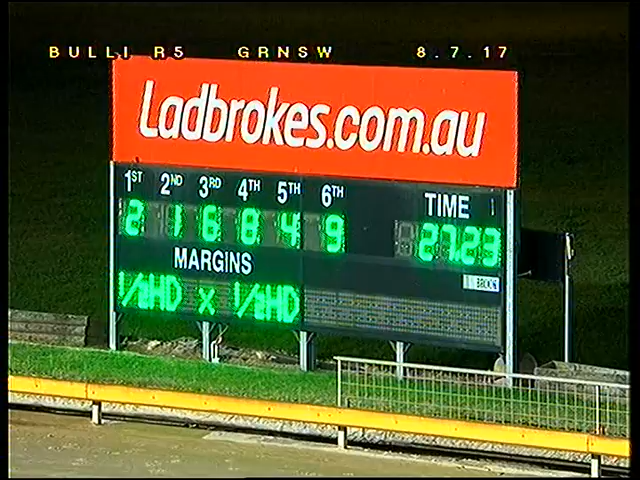 BULLI R5 GRNSW 8.7.17
Ladbrokes.com.au
1ST 2ND 3RD 4TH 5TH 6TH TIME
2 1 6 8 4 9 27.23
MARGINS
1/2HD x 1/2HD